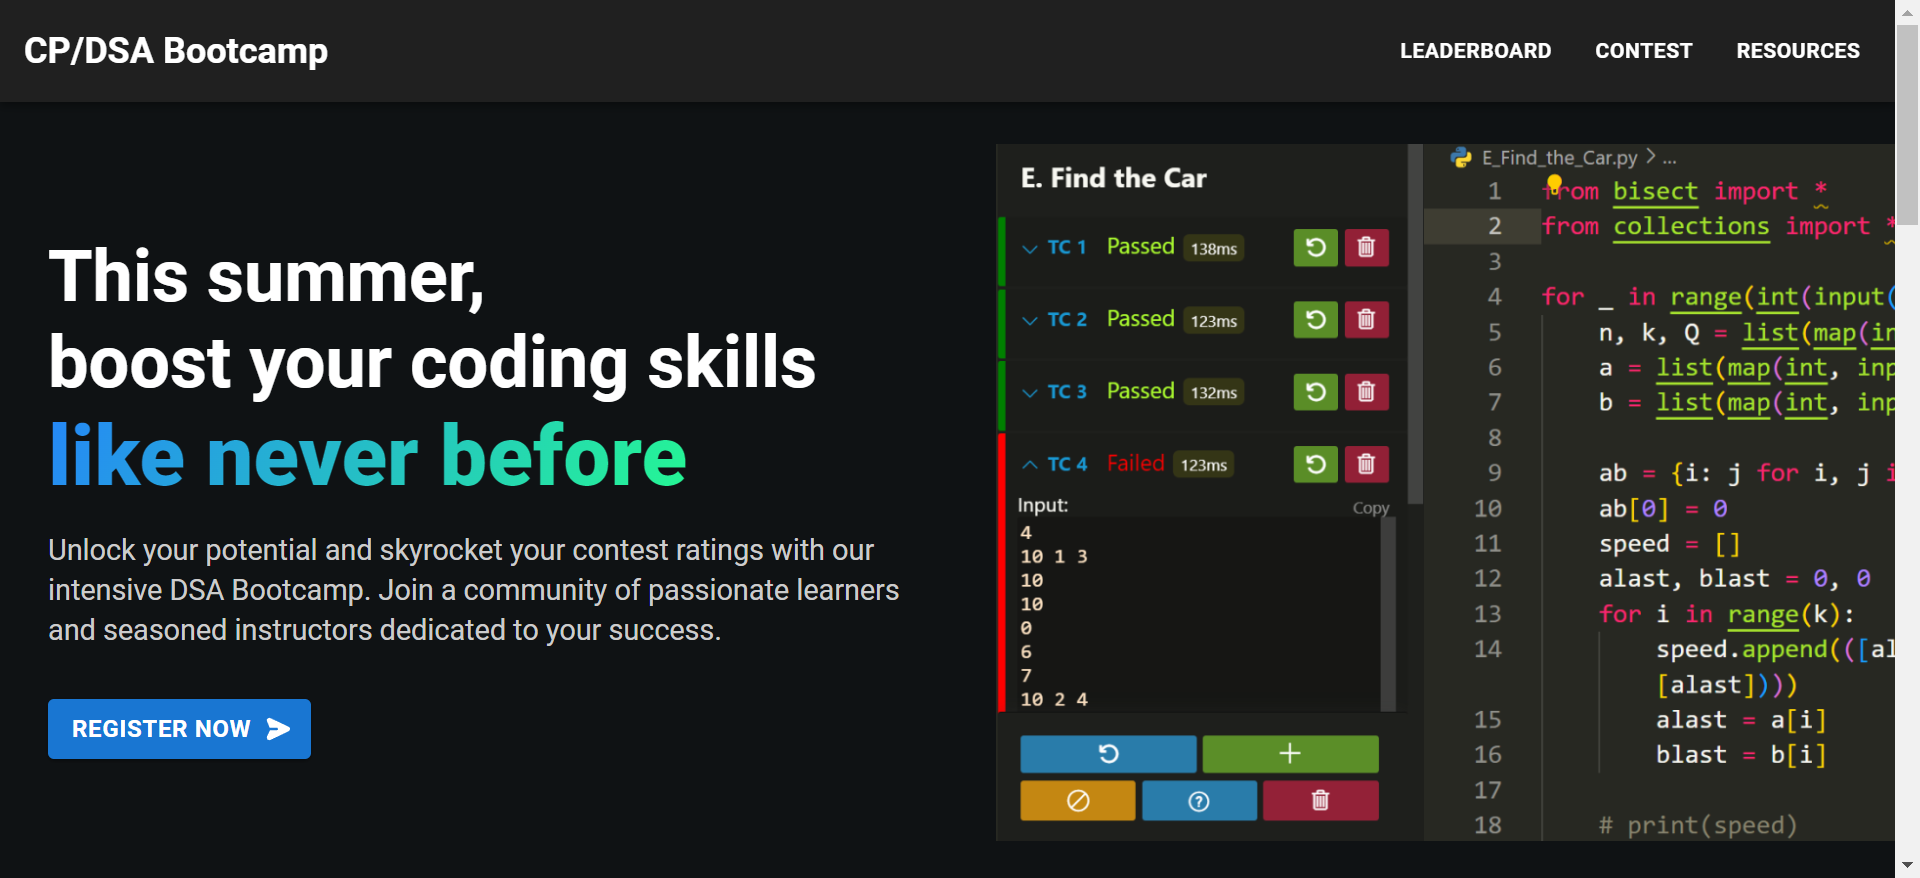 CP/DSA Bootcamp
LEADERBOARD
CONTEST
RESOURCES
This summer,
boost your coding skills
like never before
Unlock your potential and skyrocket your contest ratings with our
intensive DSA Bootcamp. Join a community of passionate learners
and seasoned instructors dedicated to your success.
REGISTER NOW
E. Find the Car
TC 1 Passed 138ms
TC 2 Passed 123ms
TC 3 Passed 132ms
TC 4 Failed 123ms
Input:
Copy
4
10 1 3
10
10
0
6
7
10 2 4
E_Find_the_Car.py > ...
1 from bisect import *
2 from collections import *
3
4 for _ in range(int(input(
5 n, k, Q = list(map(in
6 a = list(map(int, inp
7 b = list(map(int, inp
8
9 ab = {i: j for i, j i
10 ab[0] = 0
11 speed = []
12 alast, blast = 0, 0
13 for i in range(k):
14 speed.append(([al
[alast])))
15 alast = a[i]
16 blast = b[i]
17
18 # print(speed)